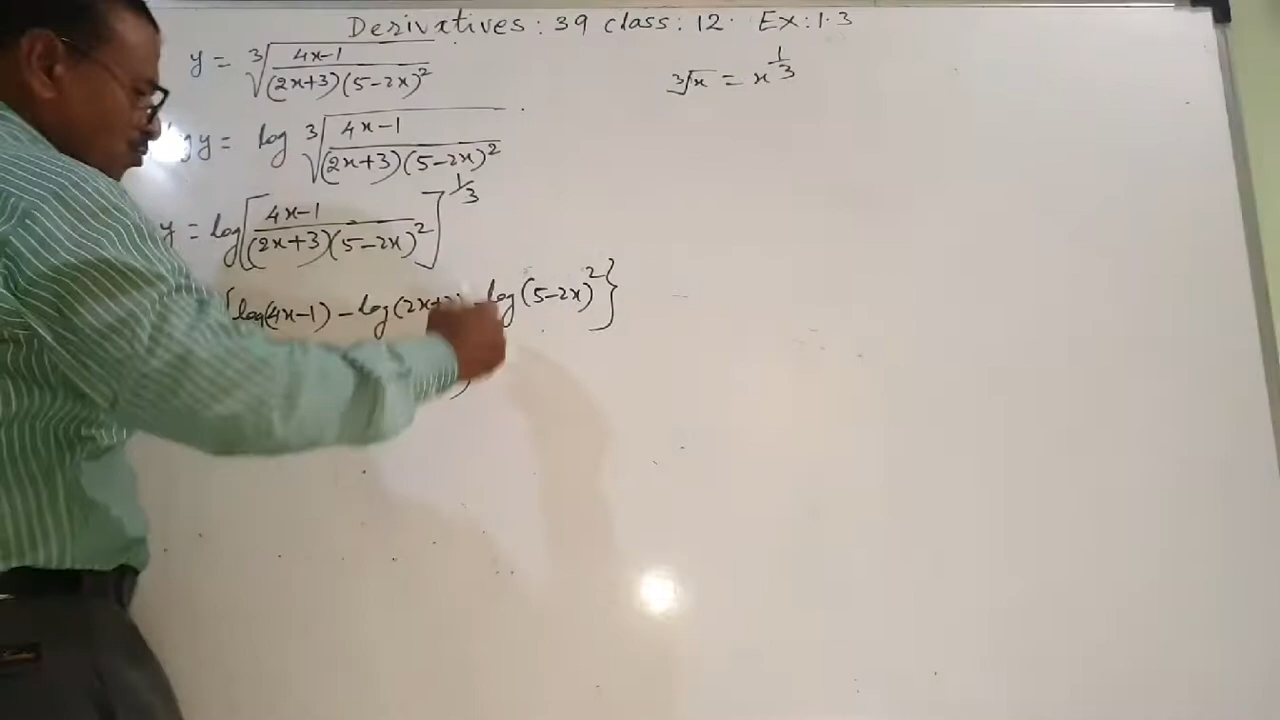 Derivatives : 39 class : 12. Ex : 1.3
y = ∛((4x-1)/((2x+3)(5-2x)²))
∛x = x^(1/3)
y = log ∛((4x-1)/((2x+3)(5-2x)²))
y = log[(4x-1)/((2x+3)(5-2x)²)]^(1/3)
{log(4x-1) - log(2x+ - log(5-2x)²}